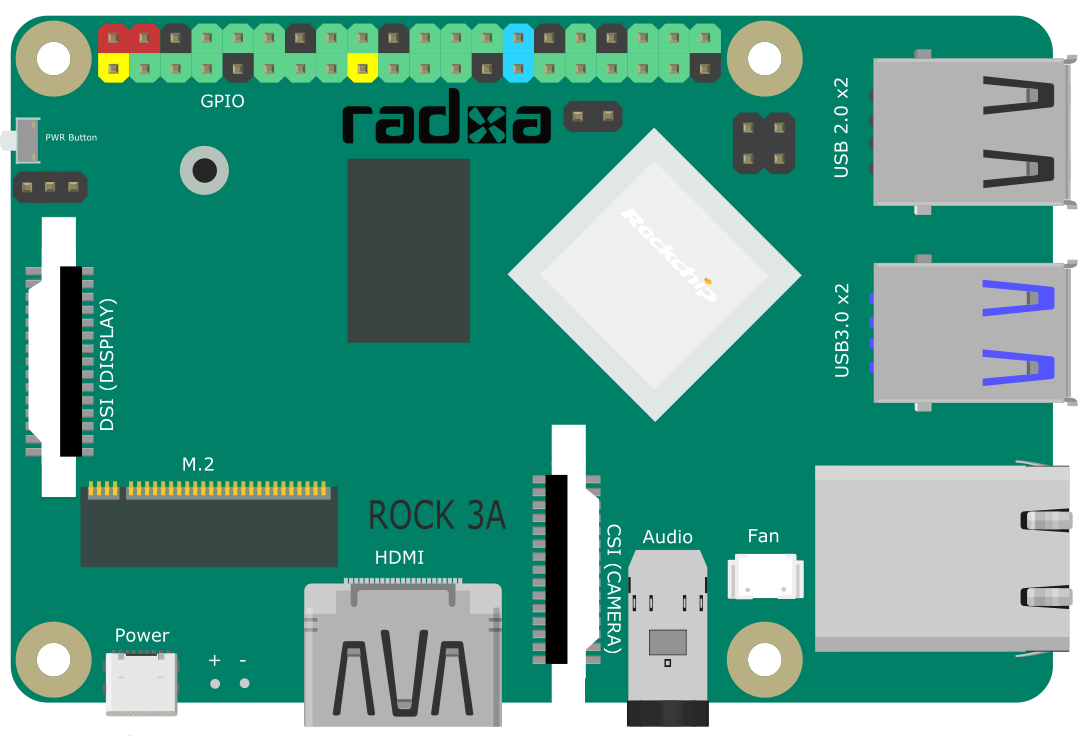 GPIO
radxa
PWR Button
USB 2.0 x2
Rockchip
USB3.0 x2
DSI (DISPLAY)
M.2
ROCK 3A
HDMI
CSI (CAMERA)
Audio
Fan
Power
+ -